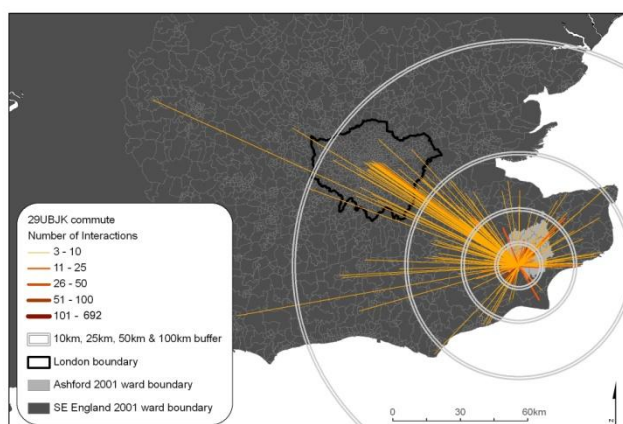 29UBJK commute
Number of Interactions
3 - 10
11 - 25
26 - 50
51 - 100
101 - 692
10km, 25km, 50km & 100km buffer
London boundary
Ashford 2001 ward boundary
SE England 2001 ward boundary
0 30 60km